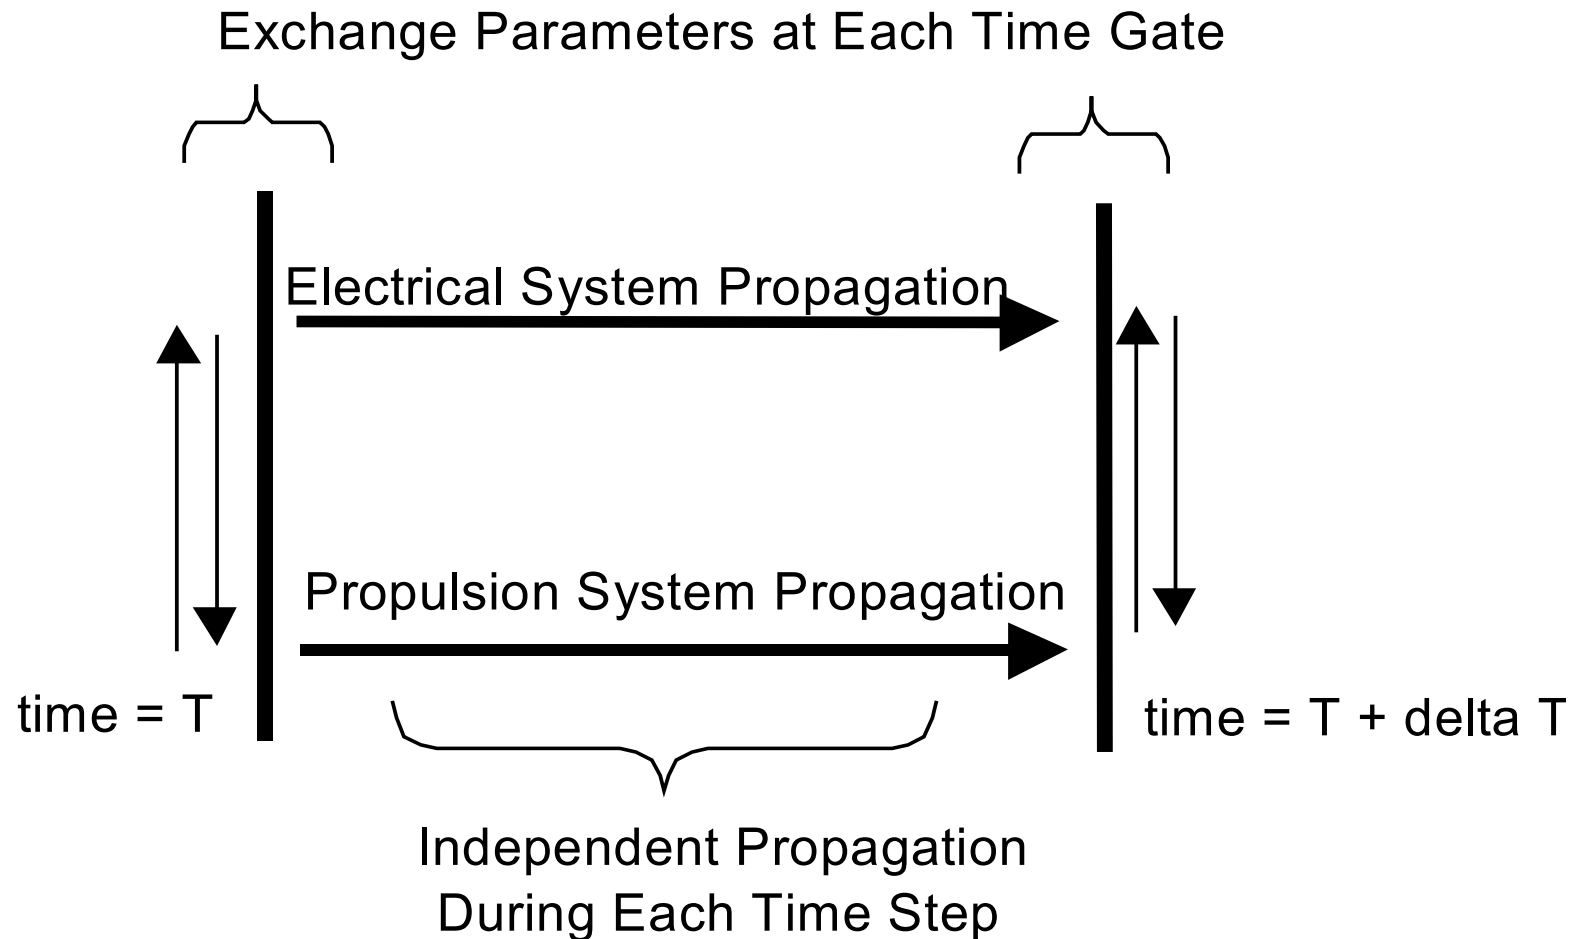 Exchange Parameters at Each Time Gate
Electrical System Propagation
Propulsion System Propagation
time = T
time = T + delta T
Independent Propagation
During Each Time Step